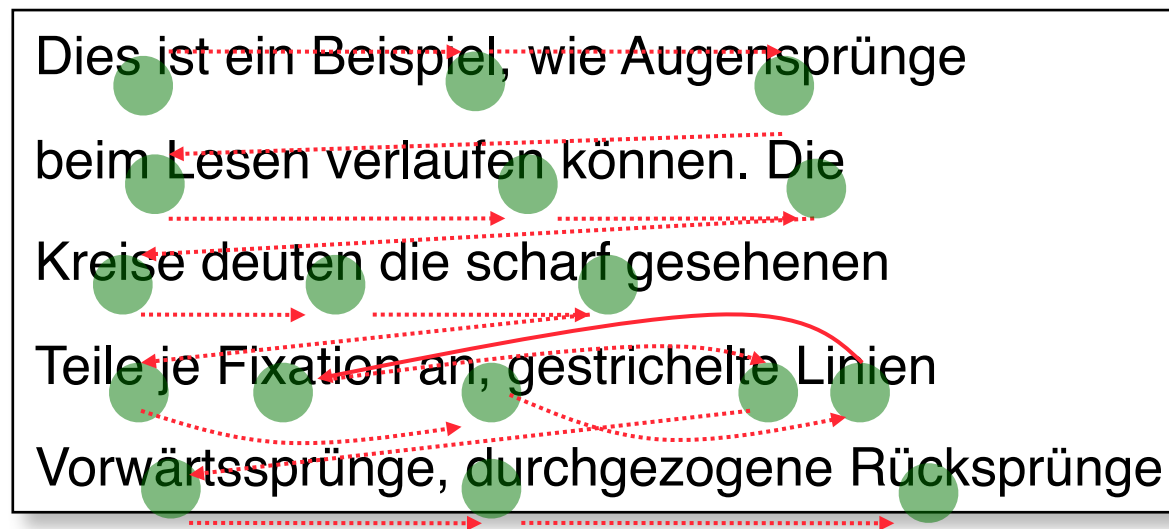 Dies ist ein Beispiel, wie Augensprünge
beim Lesen verlaufen können. Die
Kreise deuten die scharf gesehenen
Teile je Fixation an, gestrichelte Linien
Vorwärtssprünge, durchgezogene Rücksprünge